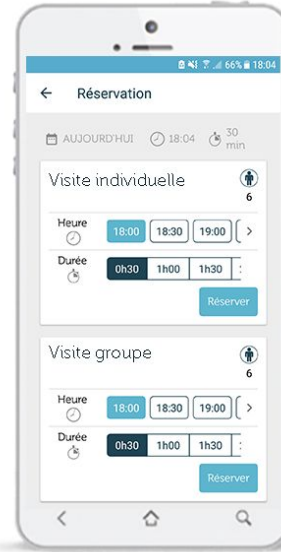 66% 18:04
Réservation
AUJOURD'HUI 18:04 30 min
Visite individuelle
6
Heure 18:00 18:30 19:00
Durée 0h30 1h00 1h30
Réserver
Visite groupe
6
Heure 18:00 18:30 19:00
Durée 0h30 1h00 1h30
Réserver